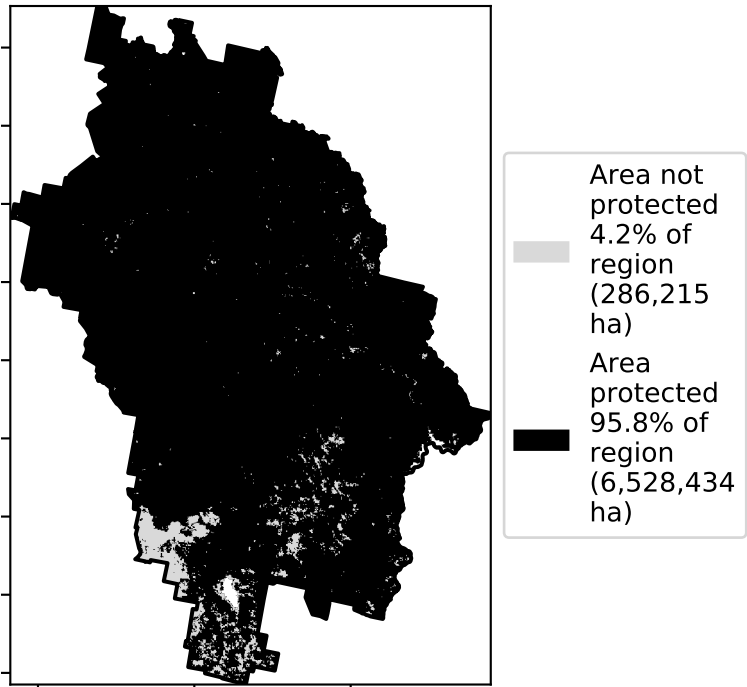 Area not
protected
4.2% of
region
(286,215
ha)
Area
protected
95.8% of
region
(6,528,434
ha)